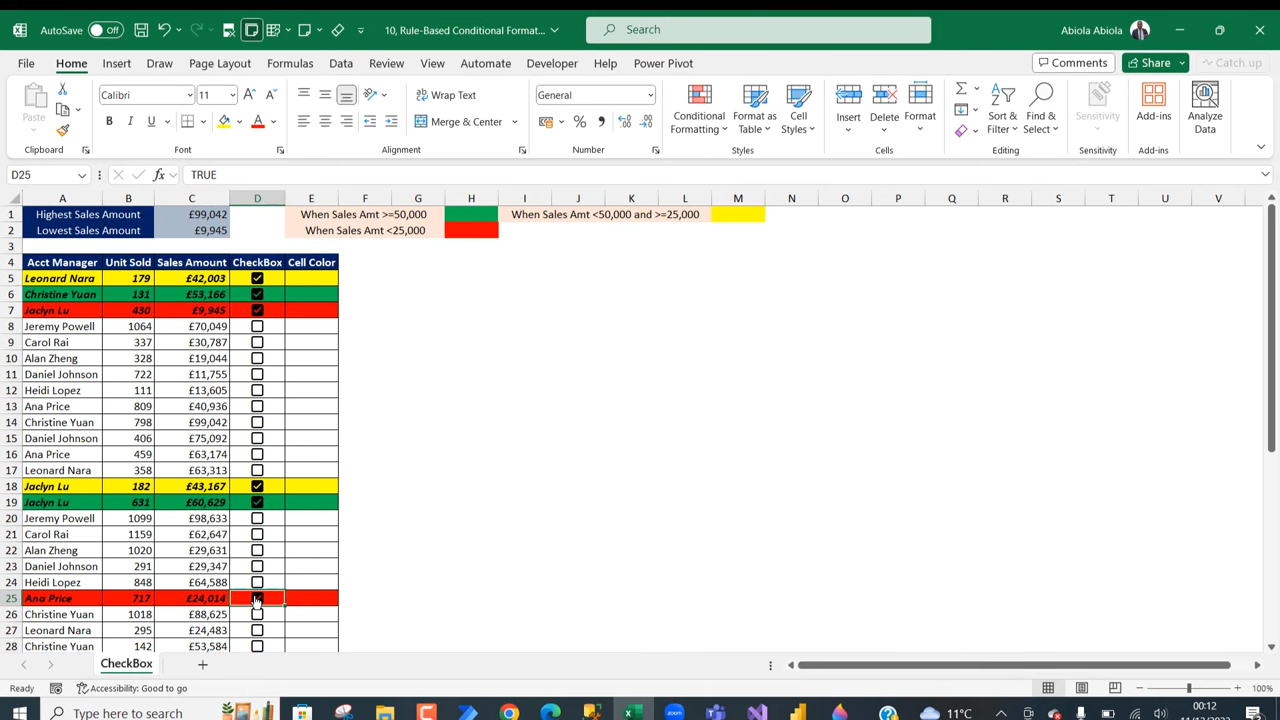 AutoSave Off 10, Rule-Based Conditional Format... Search Abiola Abiola
File Home Insert Draw Page Layout Formulas Data Review View Automate Developer Help Power Pivot Comments Share Catch up
Paste Calibri 11 Wrap Text General Conditional Formatting Format as Table Cell Styles Insert Delete Format Sort & Filter Find & Select Sensitivity Add-ins Analyze Data
B I U A Merge & Center % 9
Clipboard Font Alignment Number Styles Cells Editing Sensitivity Add-ins
D25 fx TRUE
A B C D E F G H I J K L M N O P Q R S T U V
1 Highest Sales Amount £99,042 When Sales Amt >=50,000 When Sales Amt <50,000 and >=25,000
2 Lowest Sales Amount £9,945 When Sales Amt <25,000
3
4 Acct Manager Unit Sold Sales Amount CheckBox Cell Color
5 Leonard Nara 179 £42,003
6 Christine Yuan 131 £53,166
7 Jaclyn Lu 430 £9,945
8 Jeremy Powell 1064 £70,049
9 Carol Rai 337 £30,787
10 Alan Zheng 328 £19,044
11 Daniel Johnson 722 £11,755
12 Heidi Lopez 111 £13,605
13 Ana Price 809 £40,936
14 Christine Yuan 798 £99,042
15 Daniel Johnson 406 £75,092
16 Ana Price 459 £63,174
17 Leonard Nara 358 £63,313
18 Jaclyn Lu 182 £43,167
19 Jaclyn Lu 631 £60,629
20 Jeremy Powell 1099 £98,633
21 Carol Rai 1159 £62,647
22 Alan Zheng 1020 £29,631
23 Daniel Johnson 291 £29,347
24 Heidi Lopez 848 £64,588
25 Ana Price 717 £24,014
26 Christine Yuan 1018 £88,625
27 Leonard Nara 295 £24,483
28 Christine Yuan 142 £53,584
CheckBox
Ready Accessibility: Good to go 100%
Type here to search 11°C 00:12